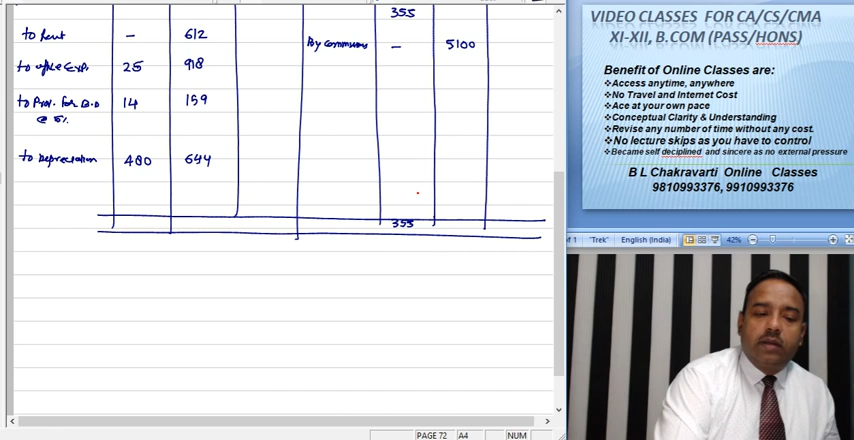 355
to Rent - 612
By Commission - 5100
to office Exp. 25 918
to Prov. for B.D 14 159
@ 5%
to Depreciation 480 644
355
PAGE 72 A4 NUM
VIDEO CLASSES FOR CA/CS/CMA
XI-XII, B.COM (PASS/HONS)
Benefit of Online Classes are:
❖Access anytime, anywhere
❖No Travel and Internet Cost
❖Ace at your own pace
❖Conceptual Clarity & Understanding
❖Revise any number of time without any cost.
❖No lecture skips as you have to control
❖Became self deciplined and sincere as no external pressure
B L Chakravarti Online Classes
9810993376, 9910993376
of 1 "Trek" English (India) 42%